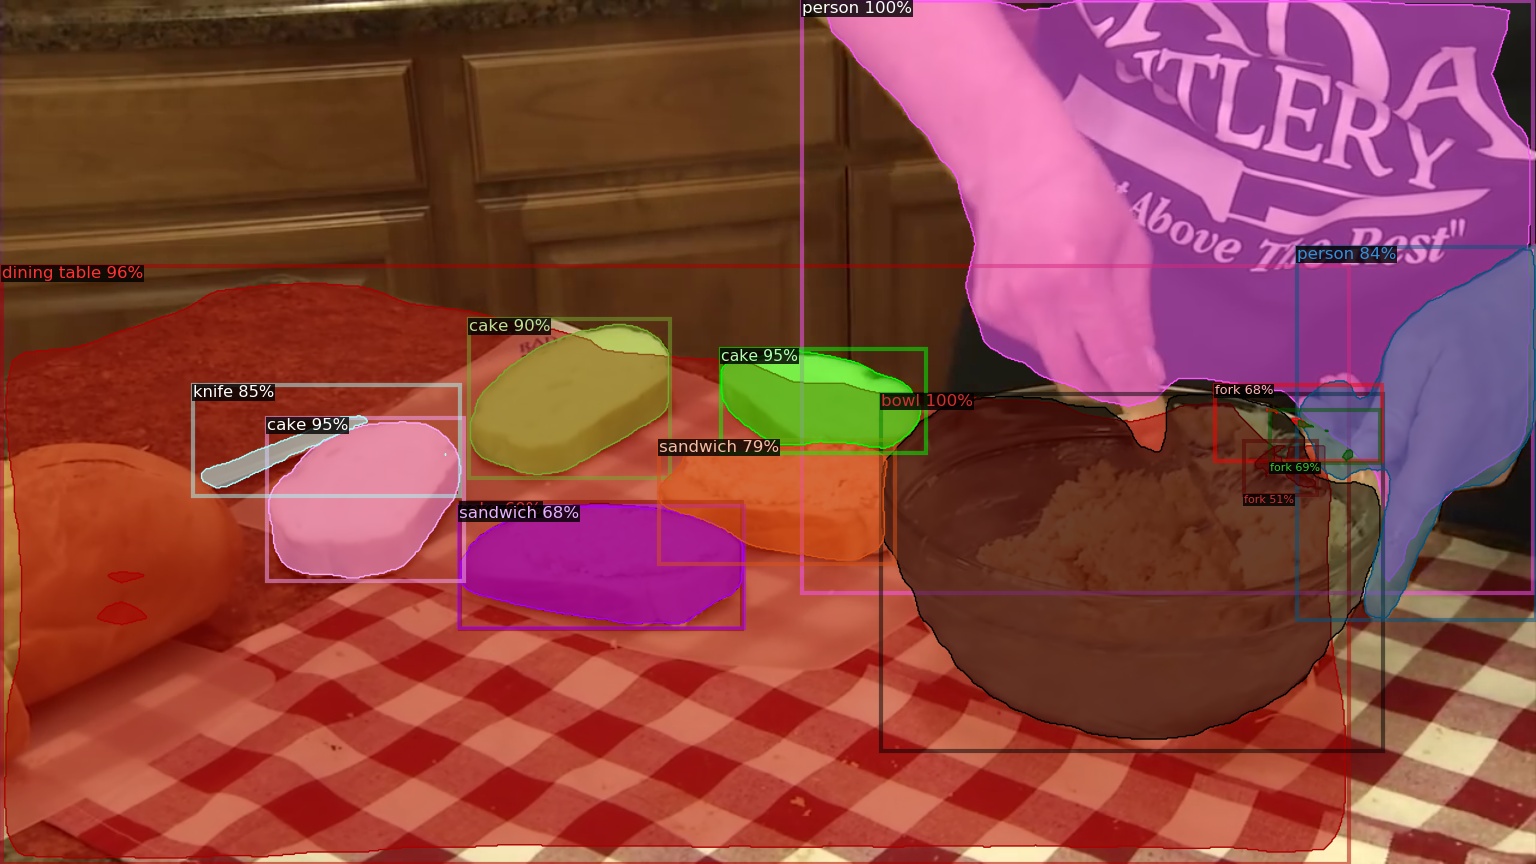 person 100%
TLERY
"Above The Rest"
person 84%
dining table 96%
cake 90%
cake 95%
knife 85%
fork 68%
bowl 100%
cake 95%
sandwich 79%
fork 69%
fork 51%
sandwich 68%